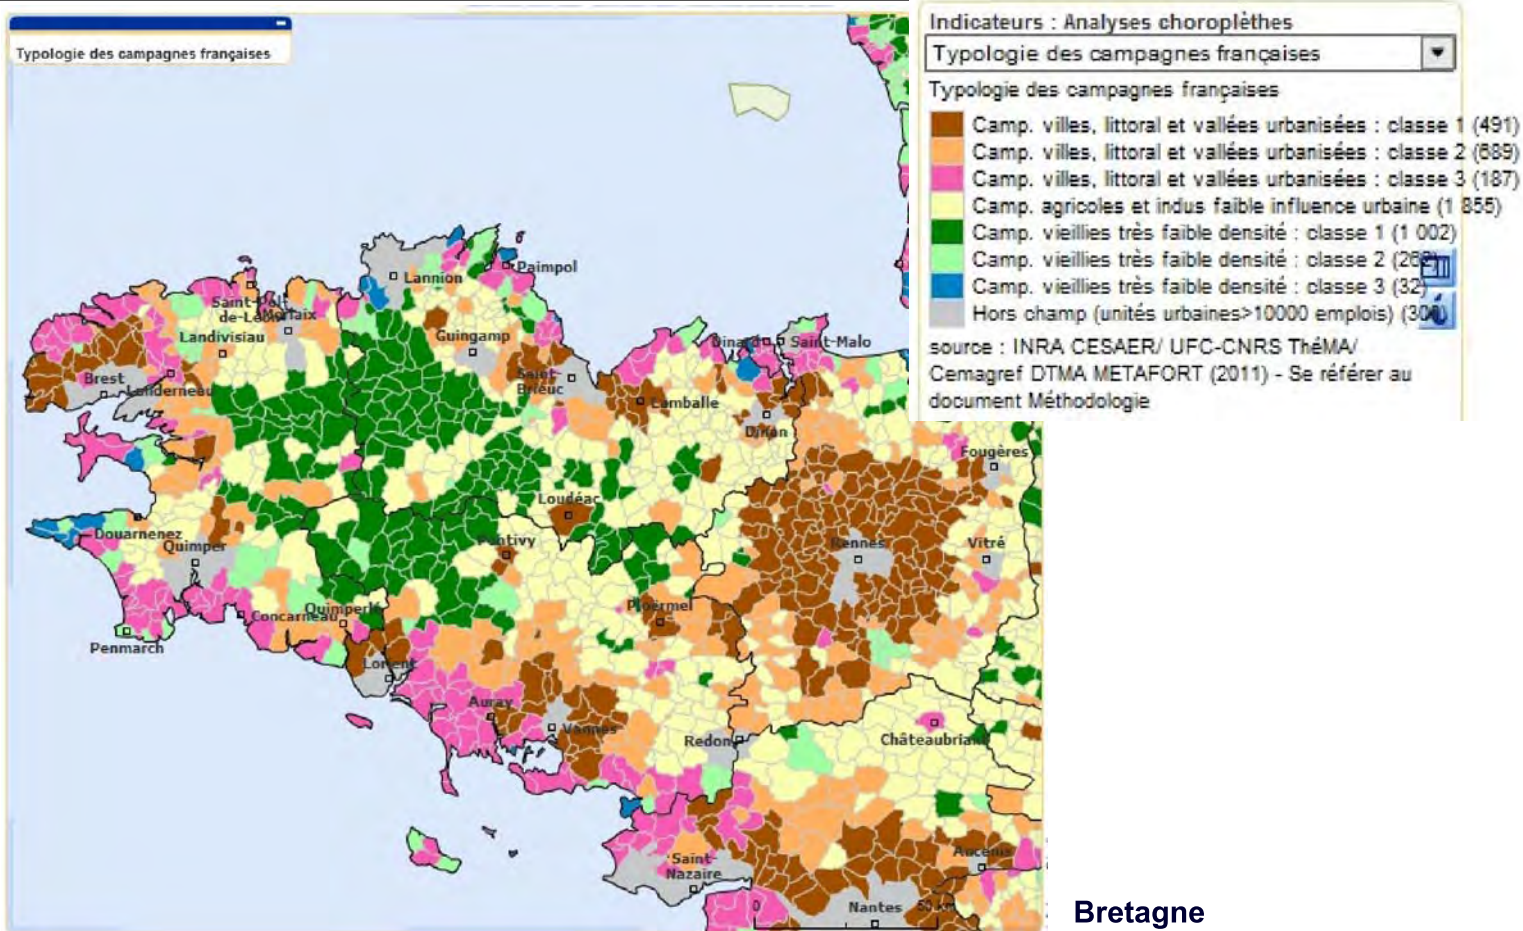 Typologie des campagnes françaises
Indicateurs : Analyses choroplèthes
Typologie des campagnes françaises
Typologie des campagnes françaises
Camp. villes, littoral et vallées urbanisées : classe 1 (491)
Camp. villes, littoral et vallées urbanisées : classe 2 (689)
Camp. villes, littoral et vallées urbanisées : classe 3 (187)
Camp. agricoles et indus faible influence urbaine (1 855)
Camp. vieillies très faible densité : classe 1 (1 002)
Camp. vieillies très faible densité : classe 2
Camp. vieillies très faible densité : classe 3 (32)
Hors champ (unités urbaines>10000 emplois)
source : INRA CESAER/ UFC-CNRS ThéMA/
Cemagref DTMA METAFORT (2011) - Se référer au
document Méthodologie
Paimpol
Lannion
Saint-Pol-
de-Léon
Morlaix
Landivisiau
Guingamp
Dinard
Saint-Malo
Brest
Landerneau
Saint-
Brieuc
Lamballe
Dinan
Fougères
Loudéac
Douarnenez
Quimper
Pontivy
Rennes
Vitré
Concarneau
Quimperlé
Ploërmel
Penmarch
Lorient
Auray
Vannes
Redon
Châteaubriant
Saint-
Nazaire
Ancenis
Nantes
0
50 km
Bretagne